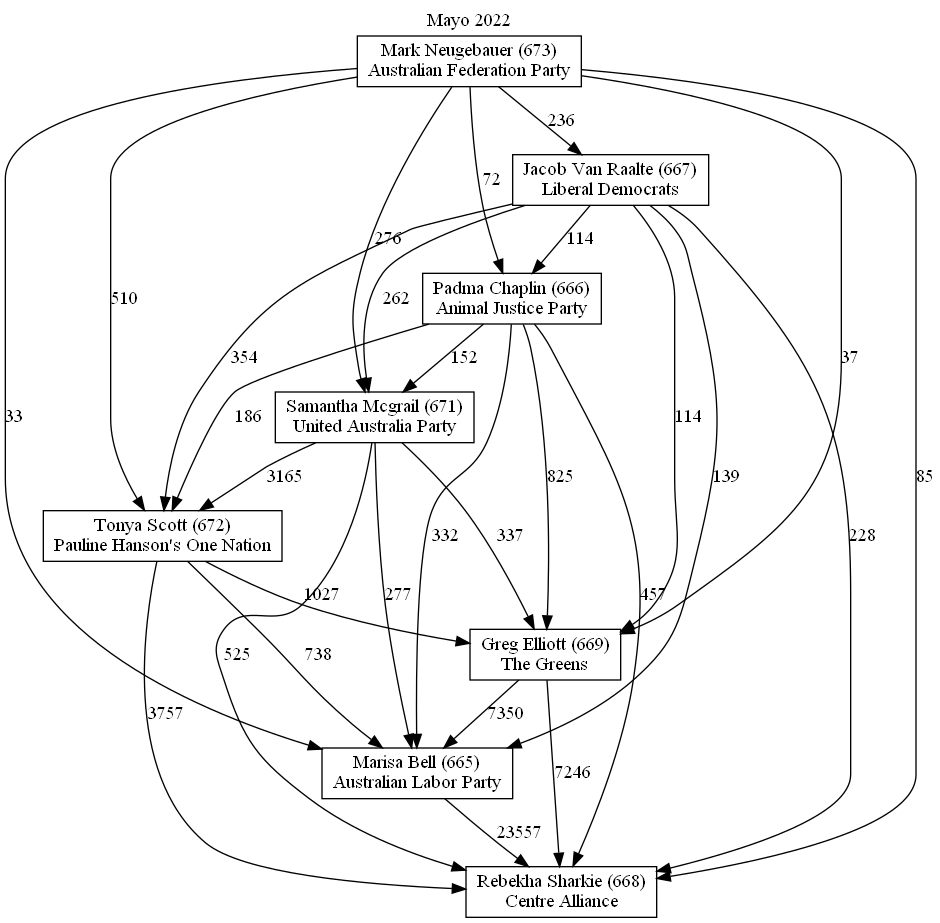 Mayo 2022
Mark Neugebauer (673)
Australian Federation Party
236
Jacob Van Raalte (667)
Liberal Democrats
72
276
114
Padma Chaplin (666)
Animal Justice Party
510
262
354
152
37
Samantha Mcgrail (671)
United Australia Party
33
186
114
3165
825
139
85
Tonya Scott (672)
Pauline Hanson's One Nation
332
337
228
1027
277
457
Greg Elliott (669)
The Greens
525
738
3757
7350
Marisa Bell (665)
Australian Labor Party
7246
23557
Rebekha Sharkie (668)
Centre Alliance